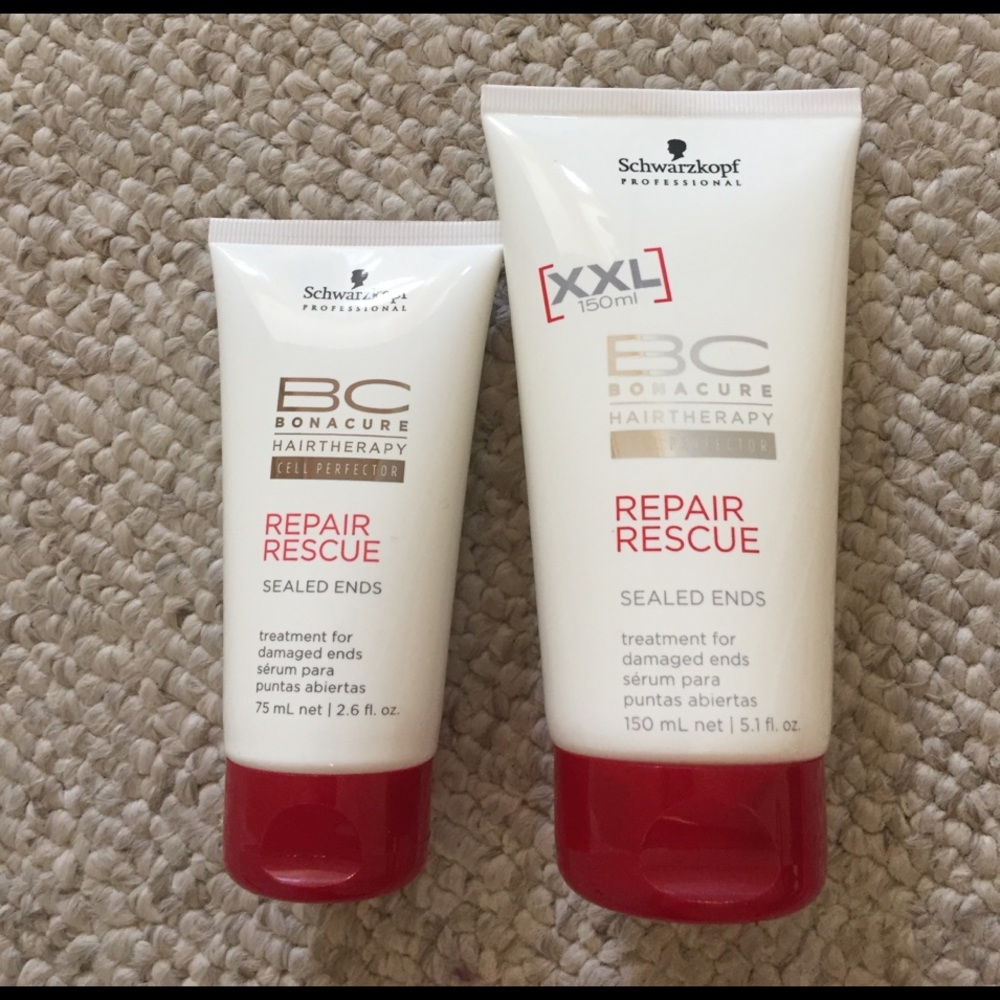 Schwarzkopf
PROFESSIONAL
BC
BONACURE
HAIRTHERAPY
CELL PERFECTOR
REPAIR
RESCUE
SEALED ENDS
treatment for
damaged ends
sérum para
puntas abiertas
75 mL net | 2.6 fl. oz.
Schwarzkopf
PROFESSIONAL
[XXL]
150ml
BC
BONACURE
HAIRTHERAPY
CELL PERFECTOR
REPAIR
RESCUE
SEALED ENDS
treatment for
damaged ends
sérum para
puntas abiertas
150 mL net | 5.1 fl. oz.